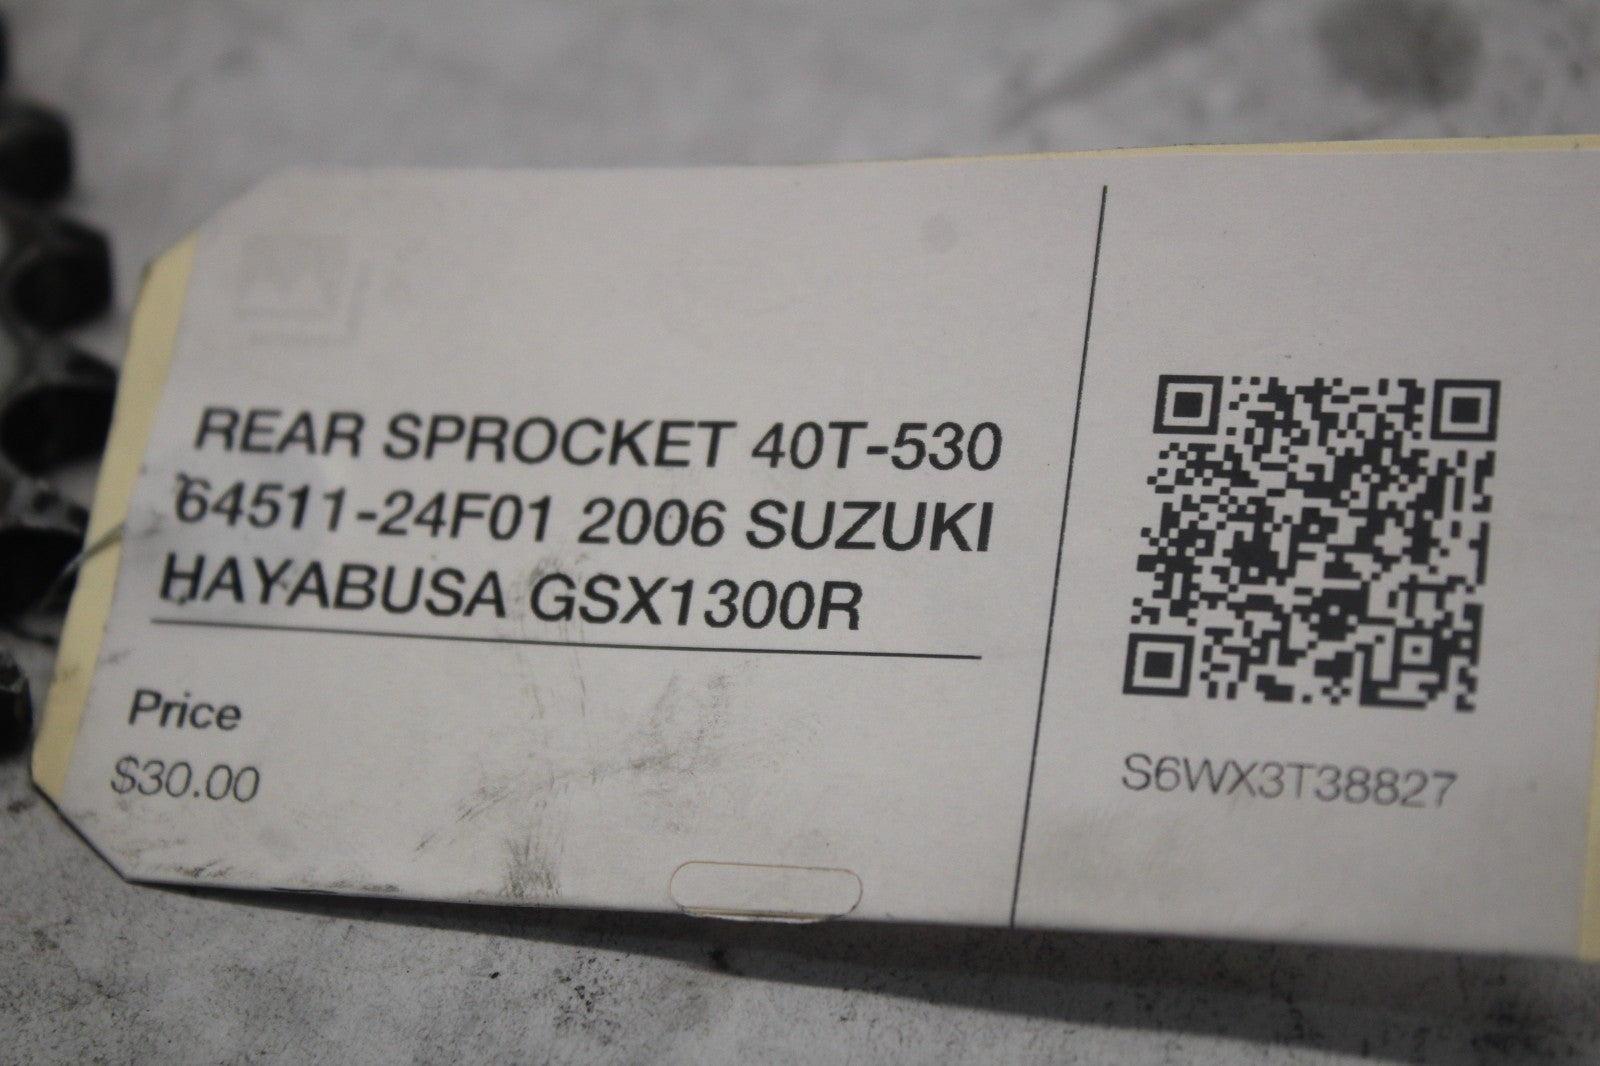 REAR SPROCKET 40T-530
64511-24F01 2006 SUZUKI
HAYABUSA GSX1300R
Price
$30.00
S6WX3T38827